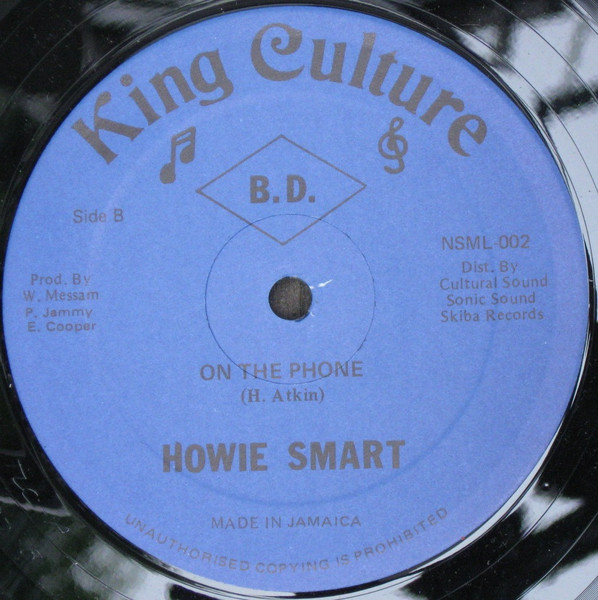 King Culture
B.D.
Side B
NSML-002
Prod. By
W. Messam
P. Jammy
E. Cooper
Dist. By
Cultural Sound
Sonic Sound
Skiba Records
ON THE PHONE
(H. Atkin)
HOWIE SMART
MADE IN JAMAICA
UNAUTHORISED COPYING IS PROHIBITED